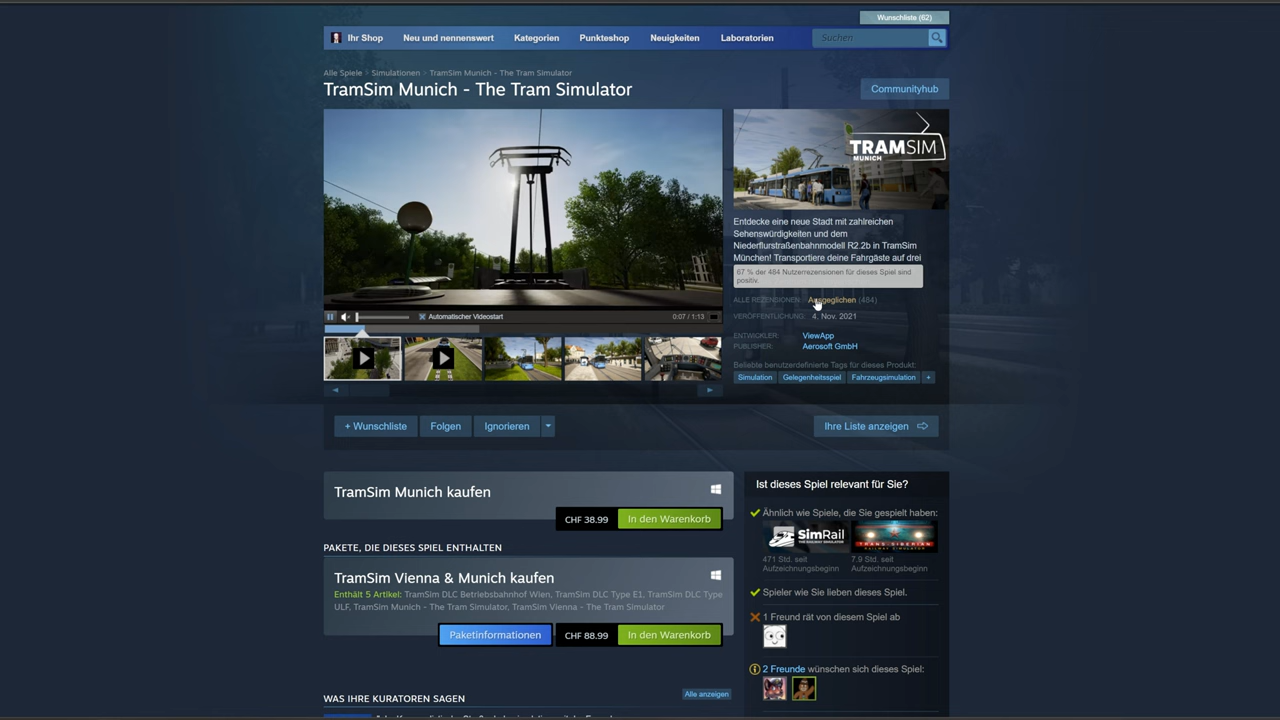 Wunschliste (62)
Ihr Shop
Neu und nennenswert
Kategorien
Punkteshop
Neuigkeiten
Laboratorien
Suchen
Alle Spiele > Simulationen > TramSim Munich - The Tram Simulator
TramSim Munich - The Tram Simulator
Communityhub
TRAMSIM
MUNICH
Entdecke eine neue Stadt mit zahlreichen
Sehenswürdigkeiten und dem
Niederflurstraßenbahnmodell R2.2b in TramSim
München! Transportiere deine Fahrgäste auf drei
67 % der 484 Nutzerrezensionen für dieses Spiel sind
positiv.
ALLE REZENSIONEN: Ausgeglichen (484)
VERÖFFENTLICHUNG: 4. Nov. 2021
ENTWICKLER: ViewApp
PUBLISHER: Aerosoft GmbH
Beliebte benutzerdefinierte Tags für dieses Produkt:
Simulation
Gelegenheitsspiel
Fahrzeugsimulation
+
Automatischer Videostart
0:07 / 1:13
+ Wunschliste
Folgen
Ignorieren
Ihre Liste anzeigen
TramSim Munich kaufen
CHF 38.99
In den Warenkorb
PAKETE, DIE DIESES SPIEL ENTHALTEN
TramSim Vienna & Munich kaufen
Enthält 5 Artikel: TramSim DLC Betriebsbahnhof Wien, TramSim DLC Type E1, TramSim DLC Type
ULF, TramSim Munich - The Tram Simulator, TramSim Vienna - The Tram Simulator
Paketinformationen
CHF 88.99
In den Warenkorb
WAS IHRE KURATOREN SAGEN
Alle anzeigen
Ist dieses Spiel relevant für Sie?
Ähnlich wie Spiele, die Sie gespielt haben:
SimRail
THE RAILWAY SIMULATOR
TRANS-SIBERIAN
RAILWAY SIMULATOR
471 Std. seit
Aufzeichnungsbeginn
7.9 Std. seit
Aufzeichnungsbeginn
Spieler wie Sie lieben dieses Spiel.
1 Freund rät von diesem Spiel ab
2 Freunde wünschen sich dieses Spiel: